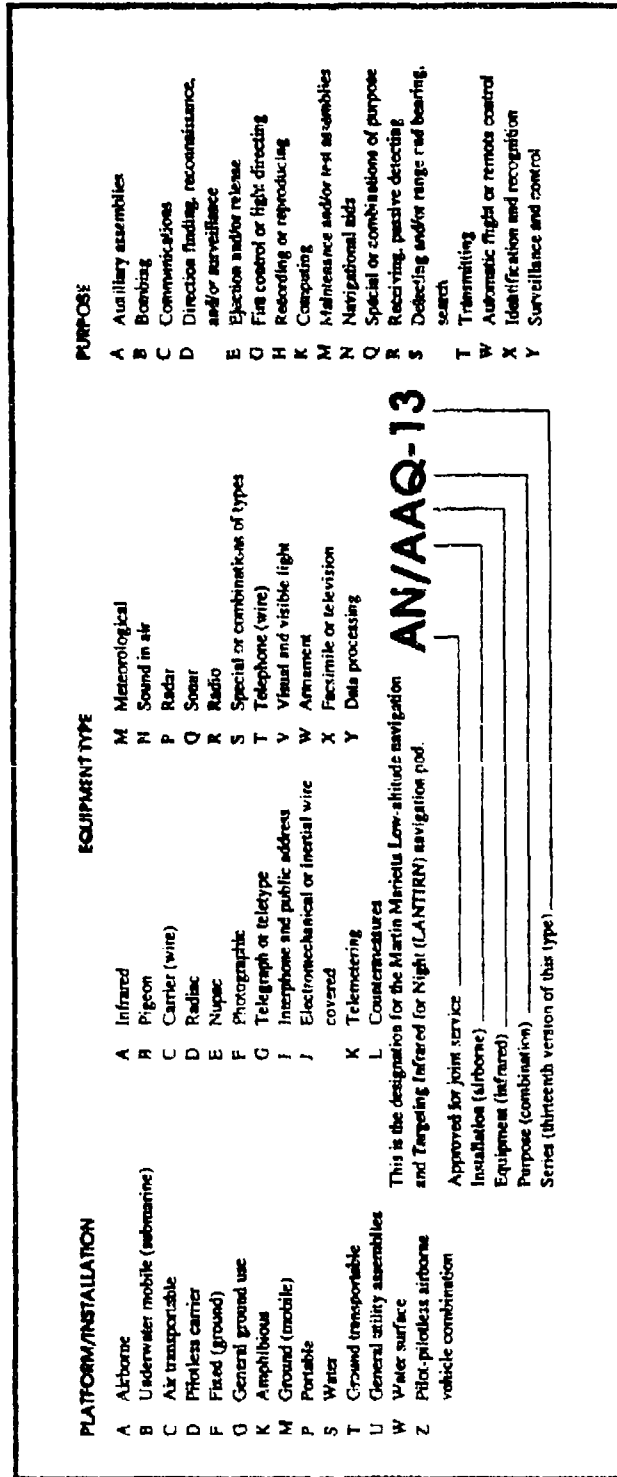 PLATFORM/INSTALLATION
A Airborne
B Underwater mobile (submarine)
C Air transportable
D Pilotless carrier
F Fixed (ground)
G General ground use
K Amphibious
M Ground (mobile)
P Portable
S Water
T Ground transportable
U General utility assemblies
W Water surface
Z Pilot-pilotless airborne
vehicle combination
EQUIPMENT TYPE
A Infrared
B Pigeon
C Carrier (wire)
D Radiac
E Nupac
F Photographic
G Telegraph or teletype
I Interphone and public address
J Electromechanical or inertial wire
covered
K Telemetering
L Countermeasures
M Meteorological
N Sound in air
P Radar
Q Sonar
R Radio
S Special or combinations of types
T Telephone (wire)
V Visual and visible light
W Armament
X Facsimile or television
Y Data processing
This is the designation for the Martin Marietta Low-altitude navigation
and Targeting Infrared for Night (LANTIRN) navigation pod.
AN/AAQ-13
Approved for joint service
Installation (airborne)
Equipment (infrared)
Purpose (combination)
Series (thirteenth version of this type)
PURPOSE
A Auxiliary assemblies
B Bombing
C Communications
D Direction finding, reconnaissance,
and/or surveillance
E Ejection and/or release
G Fire control or light directing
H Recording or reproducing
K Computing
M Maintenance and/or test assemblies
N Navigational aids
Q Special or combinations of purpose
R Receiving, passive detecting
S Detecting and/or range and bearing,
search
T Transmitting
W Automatic flight or remote control
X Identification and recognition
Y Surveillance and control